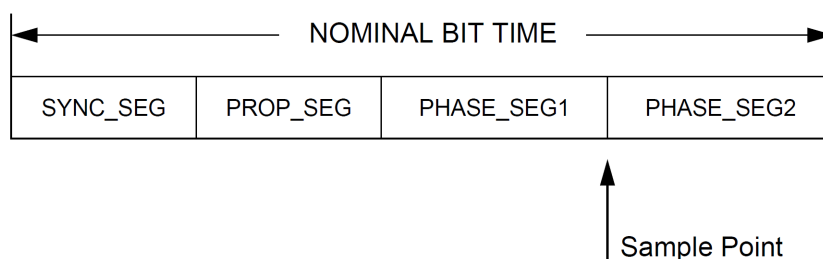 NOMINAL BIT TIME
SYNC_SEG PROP_SEG PHASE_SEG1 PHASE_SEG2
Sample Point